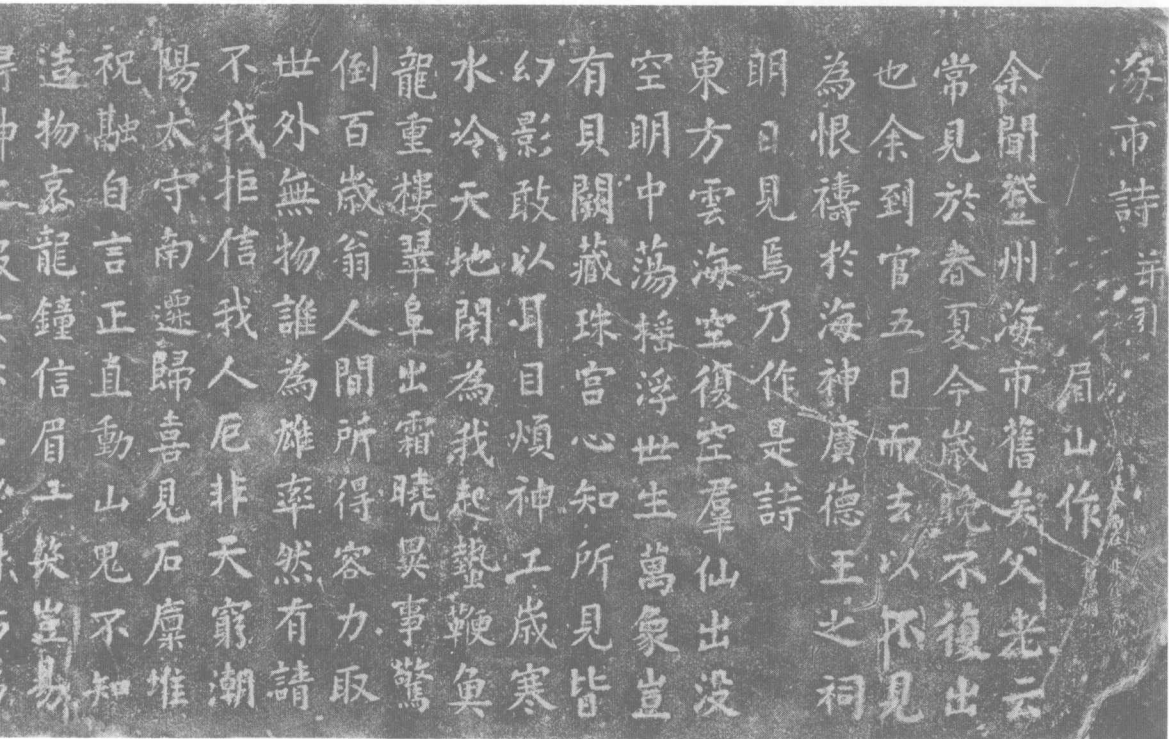 海市詩并引
眉山作
余聞登州海市舊矣父老云
常見於春夏今歲晚不復出
也余到官五日而去以不見
為恨禱於海神廣德王之祠
明日見焉乃作是詩
東方雲海空復空羣仙出没
空明中蕩摇浮世生萬象豈
有貝闕藏珠宫心知所見皆
幻影敢以耳目煩神工歲寒
水冷天地閉為我起蟄鞭魚
龍重樓翠阜出霜曉異事驚
倒百歲翁人間所得容力取
世外無物誰為雄率然有請
不我拒信我人厄非天窮潮
陽太守南遷歸喜見石廩堆
祝融自言正直動山鬼不知
造物哀龍鐘信眉一笑豈易